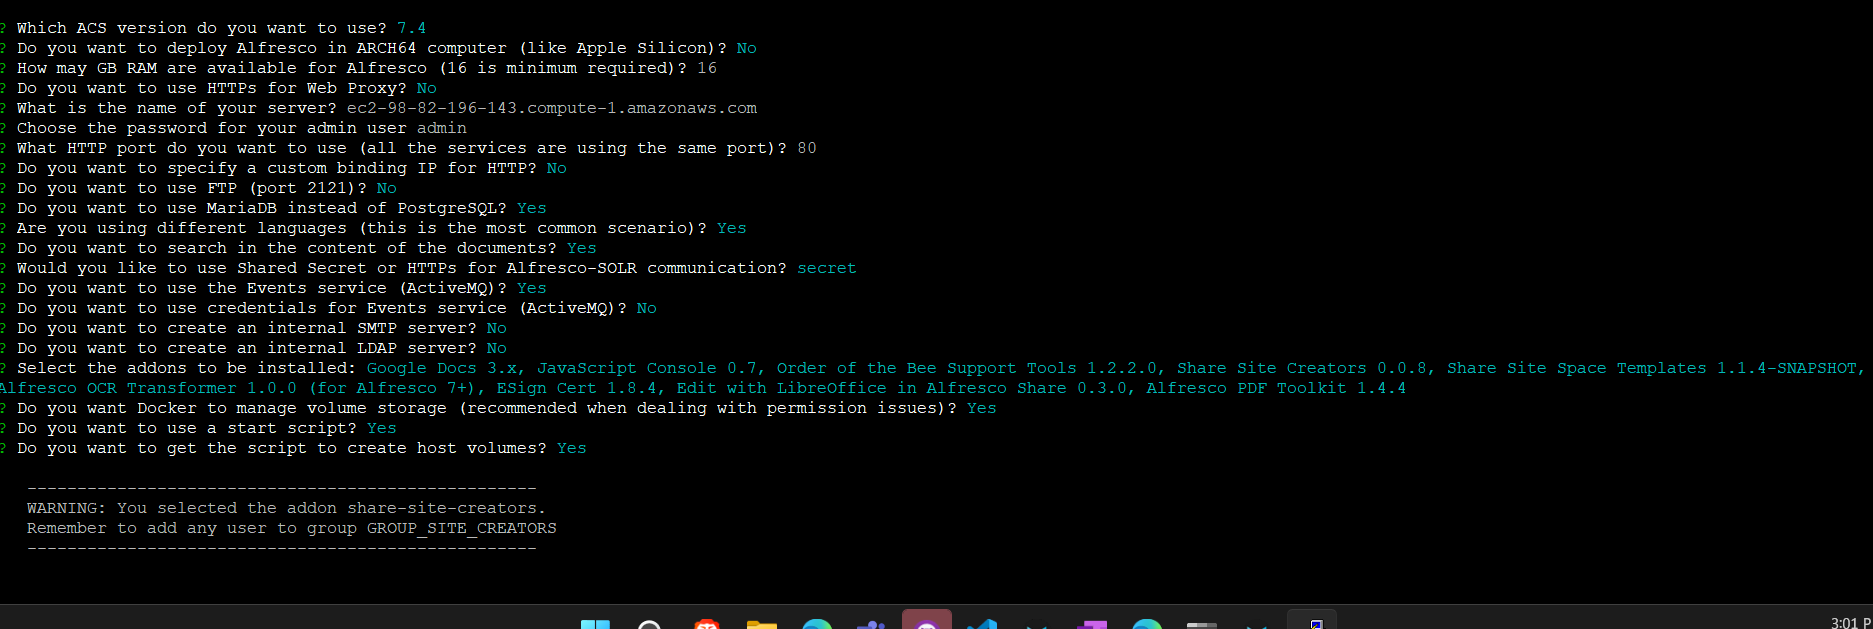 ? Which ACS version do you want to use? 7.4
? Do you want to deploy Alfresco in ARCH64 computer (like Apple Silicon)? No
? How may GB RAM are available for Alfresco (16 is minimum required)? 16
? Do you want to use HTTPs for Web Proxy? No
? What is the name of your server? ec2-98-82-196-143.compute-1.amazonaws.com
? Choose the password for your admin user admin
? What HTTP port do you want to use (all the services are using the same port)? 80
? Do you want to specify a custom binding IP for HTTP? No
? Do you want to use FTP (port 2121)? No
? Do you want to use MariaDB instead of PostgreSQL? Yes
? Are you using different languages (this is the most common scenario)? Yes
? Do you want to search in the content of the documents? Yes
? Would you like to use Shared Secret or HTTPs for Alfresco-SOLR communication? secret
? Do you want to use the Events service (ActiveMQ)? Yes
? Do you want to use credentials for Events service (ActiveMQ)? No
? Do you want to create an internal SMTP server? No
? Do you want to create an internal LDAP server? No
? Select the addons to be installed: Google Docs 3.x, JavaScript Console 0.7, Order of the Bee Support Tools 1.2.2.0, Share Site Creators 0.0.8, Share Site Space Templates 1.1.4-SNAPSHOT,
Alfresco OCR Transformer 1.0.0 (for Alfresco 7+), ESign Cert 1.8.4, Edit with LibreOffice in Alfresco Share 0.3.0, Alfresco PDF Toolkit 1.4.4
? Do you want Docker to manage volume storage (recommended when dealing with permission issues)? Yes
? Do you want to use a start script? Yes
? Do you want to get the script to create host volumes? Yes
---------------------------------------------------
WARNING: You selected the addon share-site-creators.
Remember to add any user to group GROUP_SITE_CREATORS
---------------------------------------------------
3:01 P